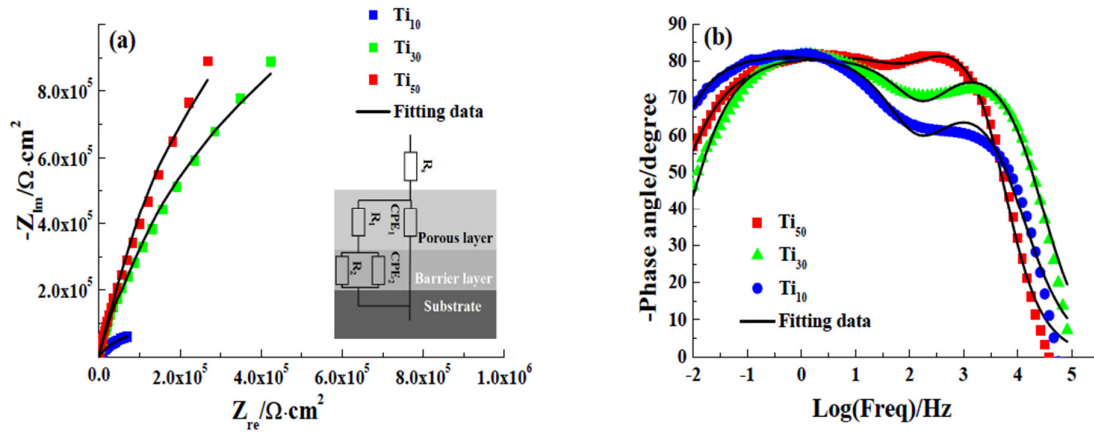 (a)
Ti₁₀
Ti₃₀
Ti₅₀
Fitting data
-Z_Im/Ω·cm²
8.0x10⁵
6.0x10⁵
4.0x10⁵
2.0x10⁵
0.0 2.0x10⁵ 4.0x10⁵ 6.0x10⁵ 8.0x10⁵ 1.0x10⁶
Z_re/Ω·cm²
R₁
CPE₁
Porous layer
R₂
CPE₂
Barrier layer
Substrate
(b)
-Phase angle/degree
90
80
70
60
50
40
30
20
10
0
-2 -1 0 1 2 3 4 5
Log(Freq)/Hz
Ti₅₀
Ti₃₀
Ti₁₀
Fitting data